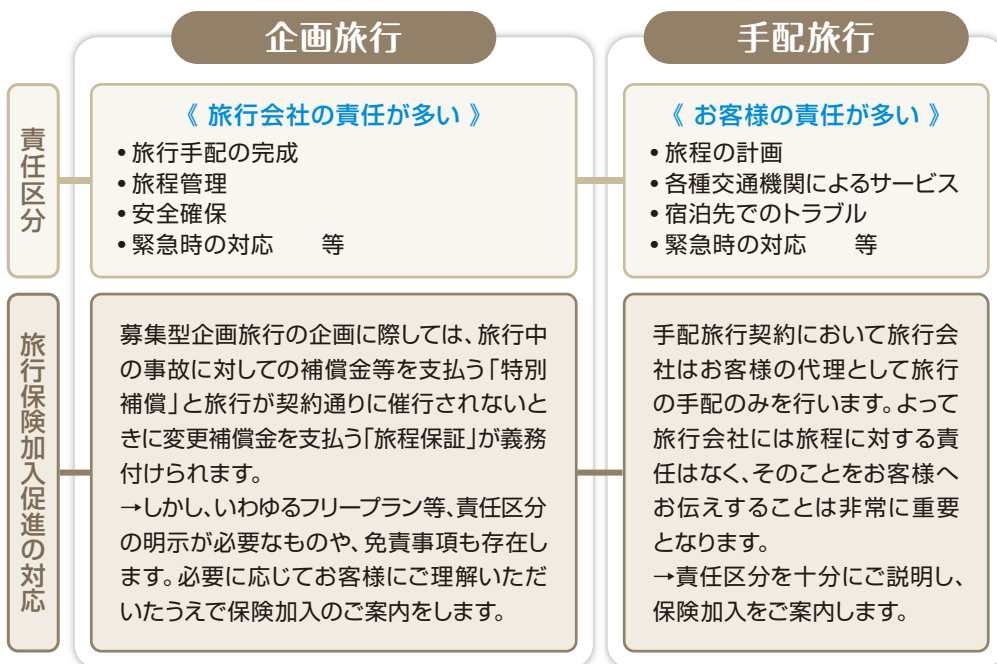 企画旅行
手配旅行
責任区分
《 旅行会社の責任が多い 》
• 旅行手配の完成
• 旅程管理
• 安全確保
• 緊急時の対応　　等
《 お客様の責任が多い 》
• 旅程の計画
• 各種交通機関によるサービス
• 宿泊先でのトラブル
• 緊急時の対応　　等
旅行保険加入促進の対応
募集型企画旅行の企画に際しては、旅行中
の事故に対しての補償金等を支払う「特別
補償」と旅行が契約通りに催行されないと
きに変更補償金を支払う「旅程保証」が義務
付けられます。
→しかし、いわゆるフリープラン等、責任区分
の明示が必要なものや、免責事項も存在し
ます。必要に応じてお客様にご理解いただ
いたうえで保険加入のご案内をします。
手配旅行契約において旅行会
社はお客様の代理として旅行
の手配のみを行います。よって
旅行会社には旅程に対する責
任はなく、そのことをお客様へ
お伝えすることは非常に重要
となります。
→責任区分を十分にご説明し、
保険加入をご案内します。